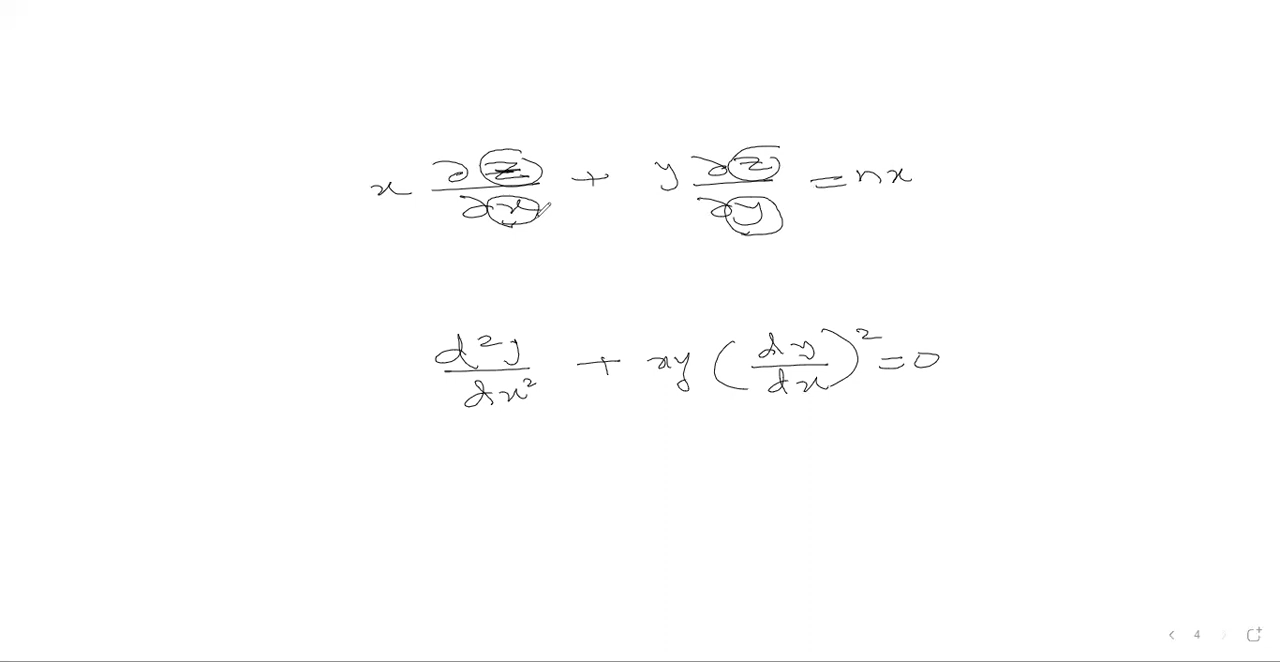 x ∂z/∂x + y ∂z/∂y = nx
d²y/dx² + xy (dy/dx)² = 0
4